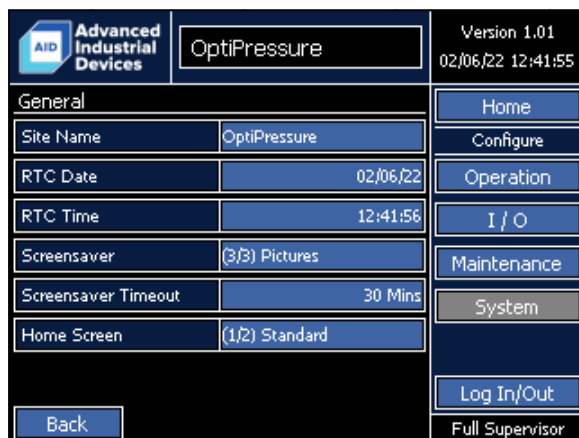 AID
Advanced
Industrial
Devices
OptiPressure
Version 1.01
02/06/22 12:41:55
General
Site Name OptiPressure
RTC Date 02/06/22
RTC Time 12:41:56
Screensaver (3/3) Pictures
Screensaver Timeout 30 Mins
Home Screen (1/2) Standard
Back
Home
Configure
Operation
I / O
Maintenance
System
Log In/Out
Full Supervisor